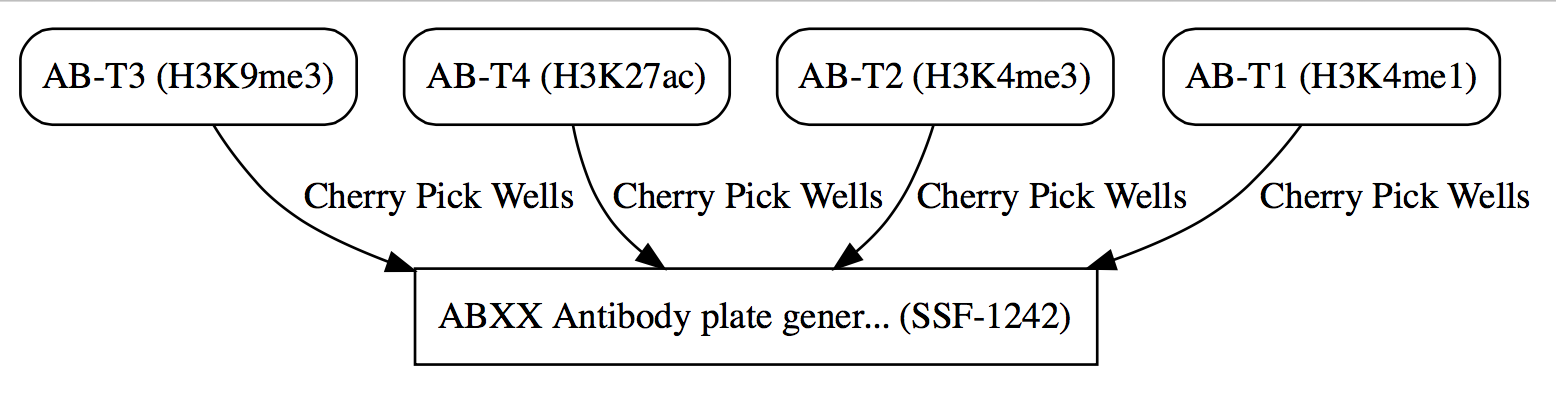 AB-T3 (H3K9me3)
AB-T4 (H3K27ac)
AB-T2 (H3K4me3)
AB-T1 (H3K4me1)
Cherry Pick Wells
Cherry Pick Wells
Cherry Pick Wells
Cherry Pick Wells
ABXX Antibody plate gener... (SSF-1242)